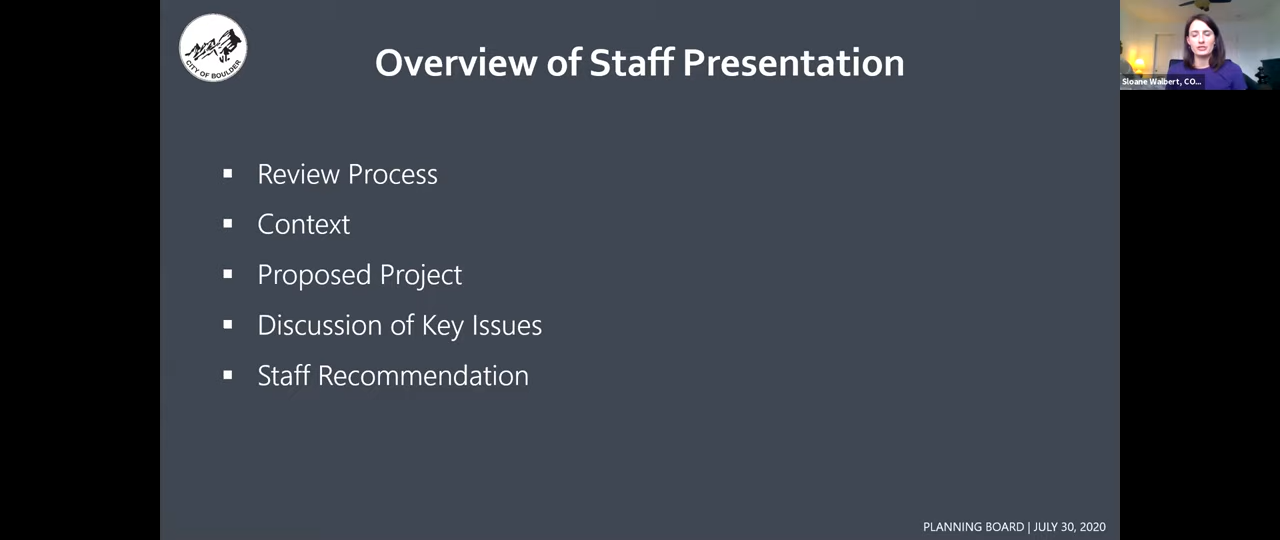 CITY OF BOULDER
Overview of Staff Presentation
Sloane Walbert, CO...
Review Process
Context
Proposed Project
Discussion of Key Issues
Staff Recommendation
PLANNING BOARD | JULY 30, 2020